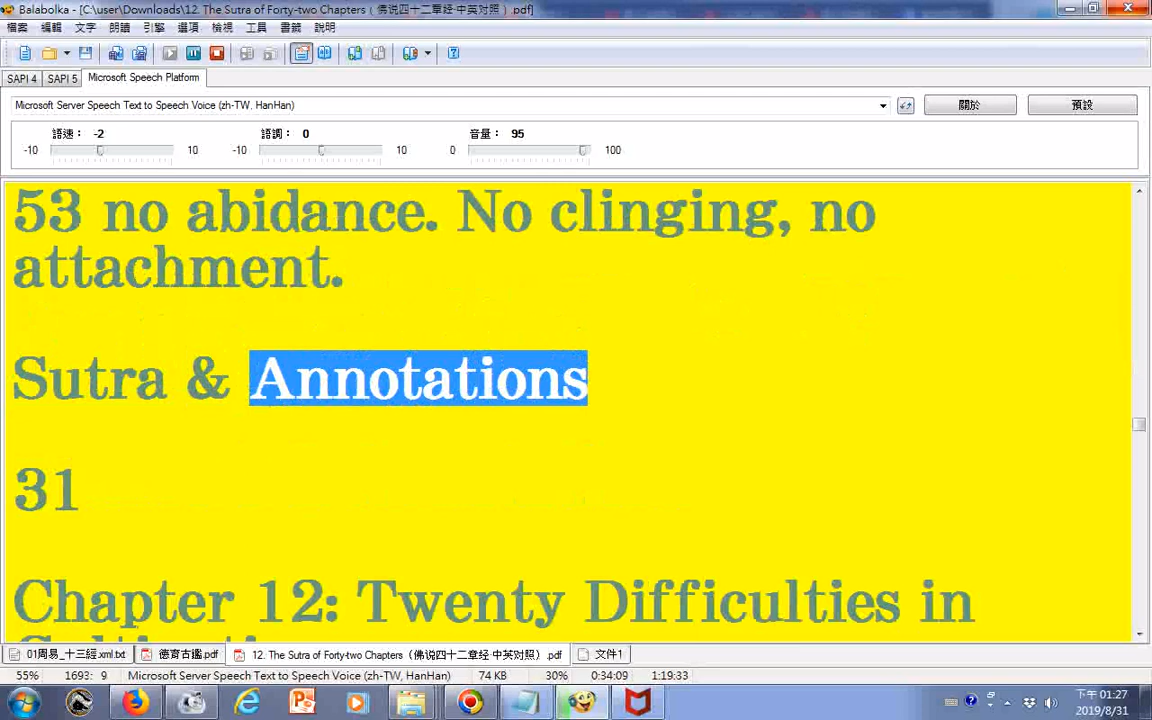 Balabolka - [C:\user\Downloads\12. The Sutra of Forty-two Chapters（佛说四十二章经·中英对照）.pdf]
檔案 編輯 文字 朗讀 引擎 選項 檢視 工具 書籤 說明
SAPI 4 SAPI 5 Microsoft Speech Platform
Microsoft Server Speech Text to Speech Voice (zh-TW, HanHan) 關於 預設
語速： -2 語調： 0 音量： 95
-10 10 -10 10 0 100
53 no abidance. No clinging, no
attachment.
Sutra & Annotations
31
Chapter 12: Twenty Difficulties in
01周易_十三經.xml.txt 德育古鑑.pdf 12. The Sutra of Forty-two Chapters（佛说四十二章经·中英对照）.pdf 文件1
55% 1693: 9 Microsoft Server Speech Text to Speech Voice (zh-TW, HanHan) 74 KB 30% 0:34:09 1:19:33
下午 01:27
2019/8/31